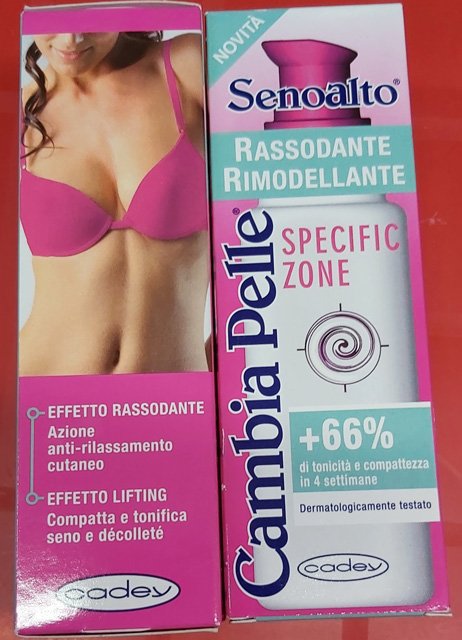 EFFETTO RASSODANTE
Azione
anti-rilassamento
cutaneo
EFFETTO LIFTING
Compatta e tonifica
seno e décolleté
cadey
NOVITÀ
Senoalto®
RASSODANTE
RIMODELLANTE
Cambia Pelle®
SPECIFIC
ZONE
+66%
di tonicità e compattezza
in 4 settimane
Dermatologicamente testato
cadey